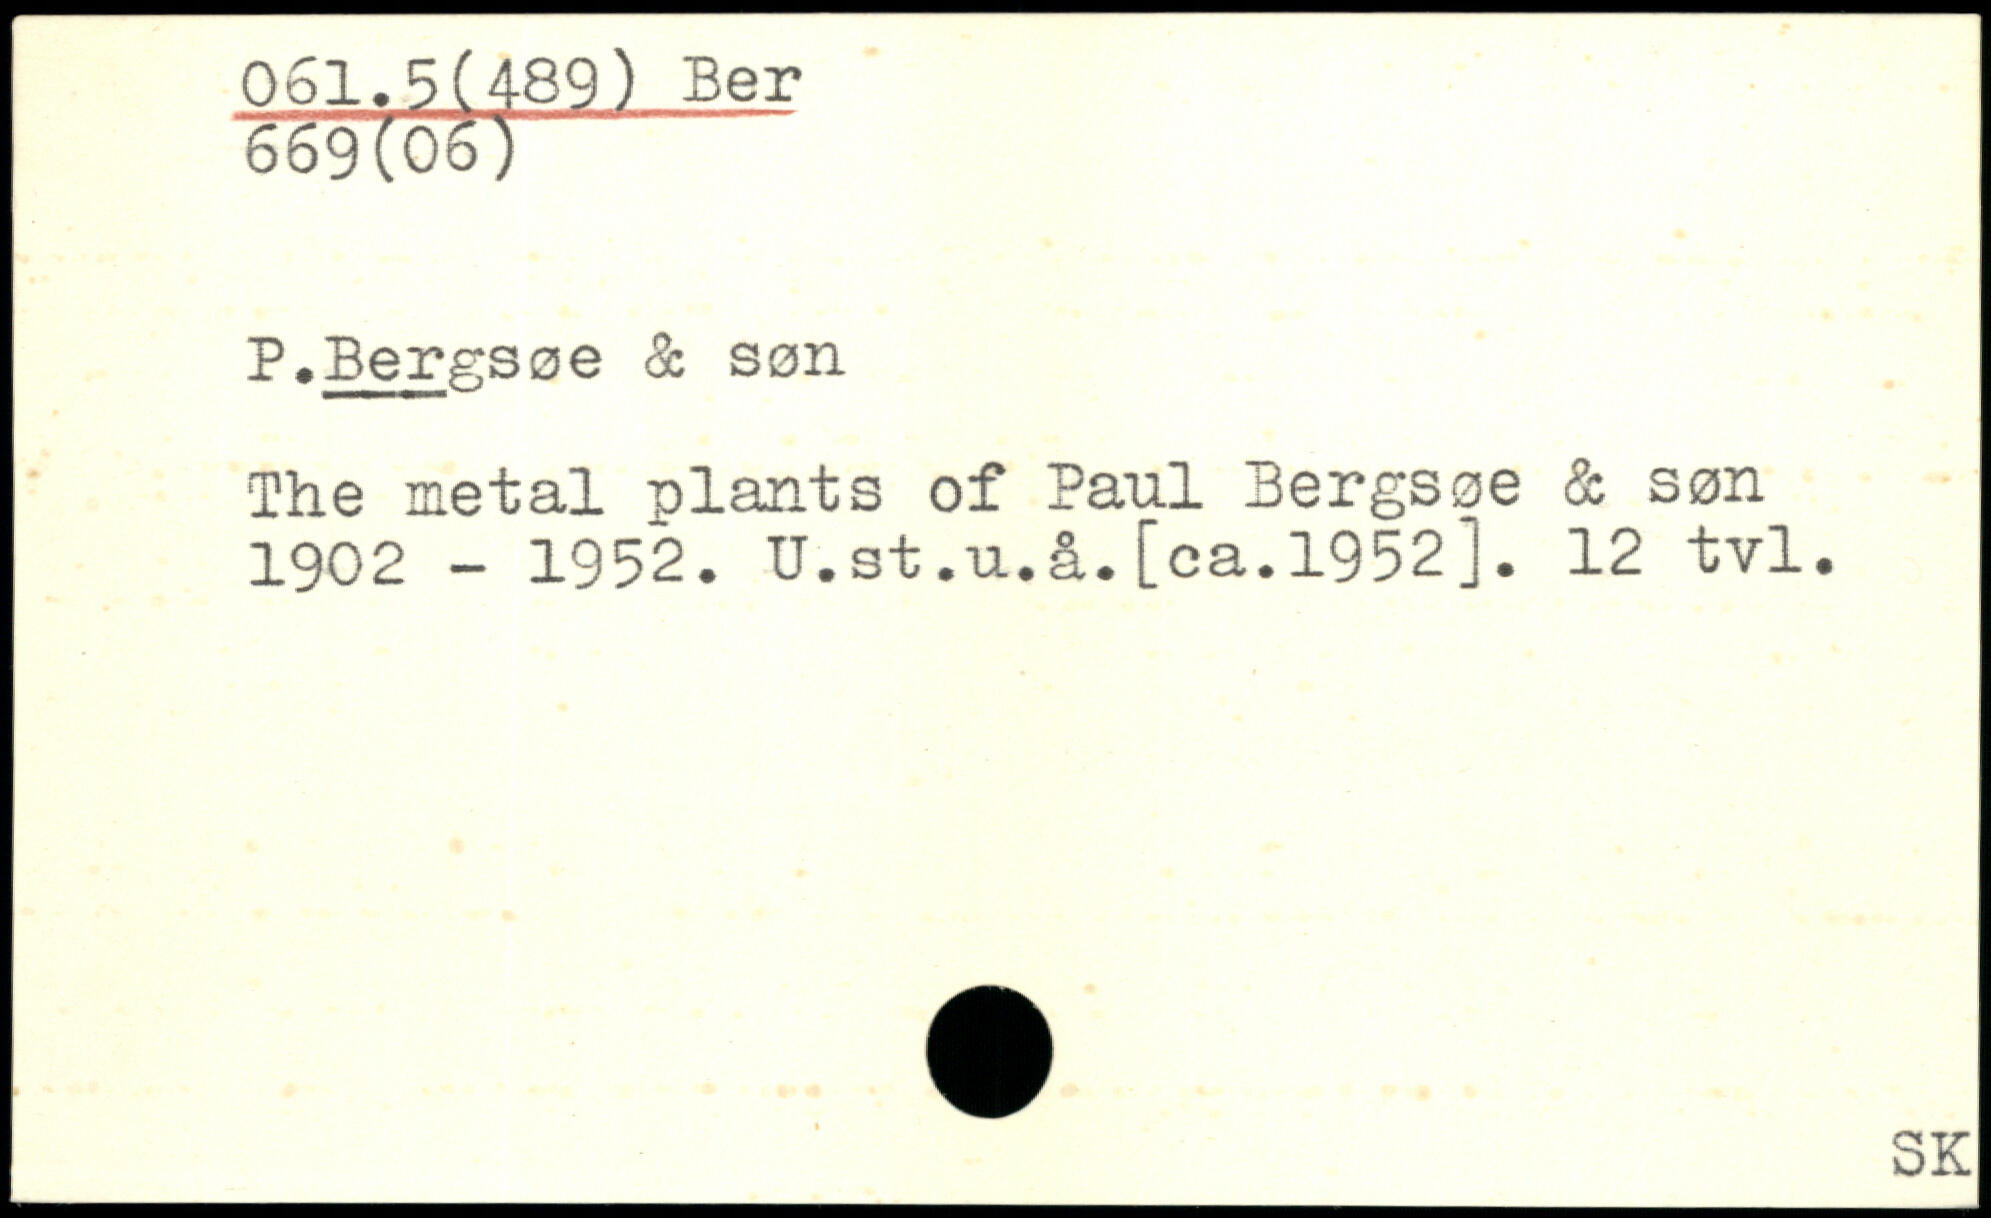 061.5(489) Ber
669(06)
P.Bergsøe & søn
The metal plants of Paul Bergsøe & søn
1902 - 1952. U.st.u.å.[ca.1952]. 12 tvl.
SK